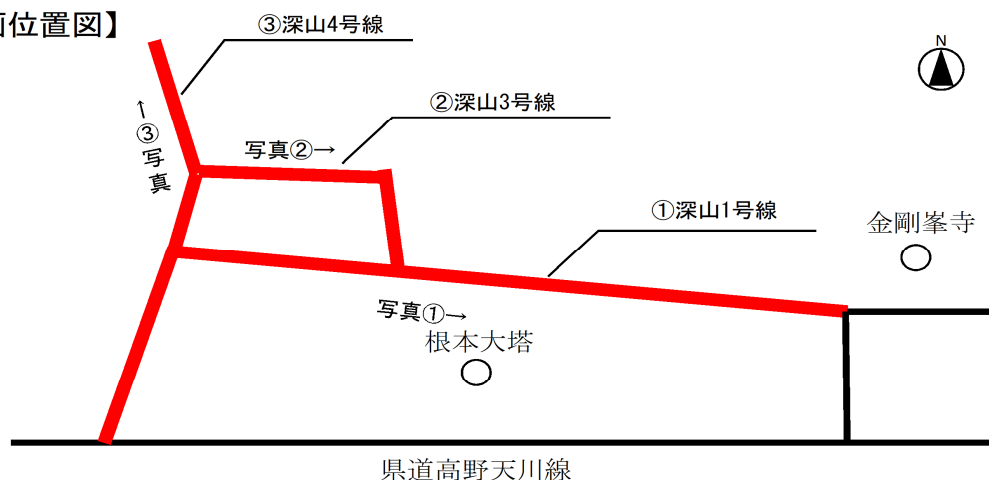 位置図】
③深山4号線
N
②深山3号線
↑③写真
写真②→
①深山1号線
金剛峯寺
写真①→
根本大塔
県道高野天川線